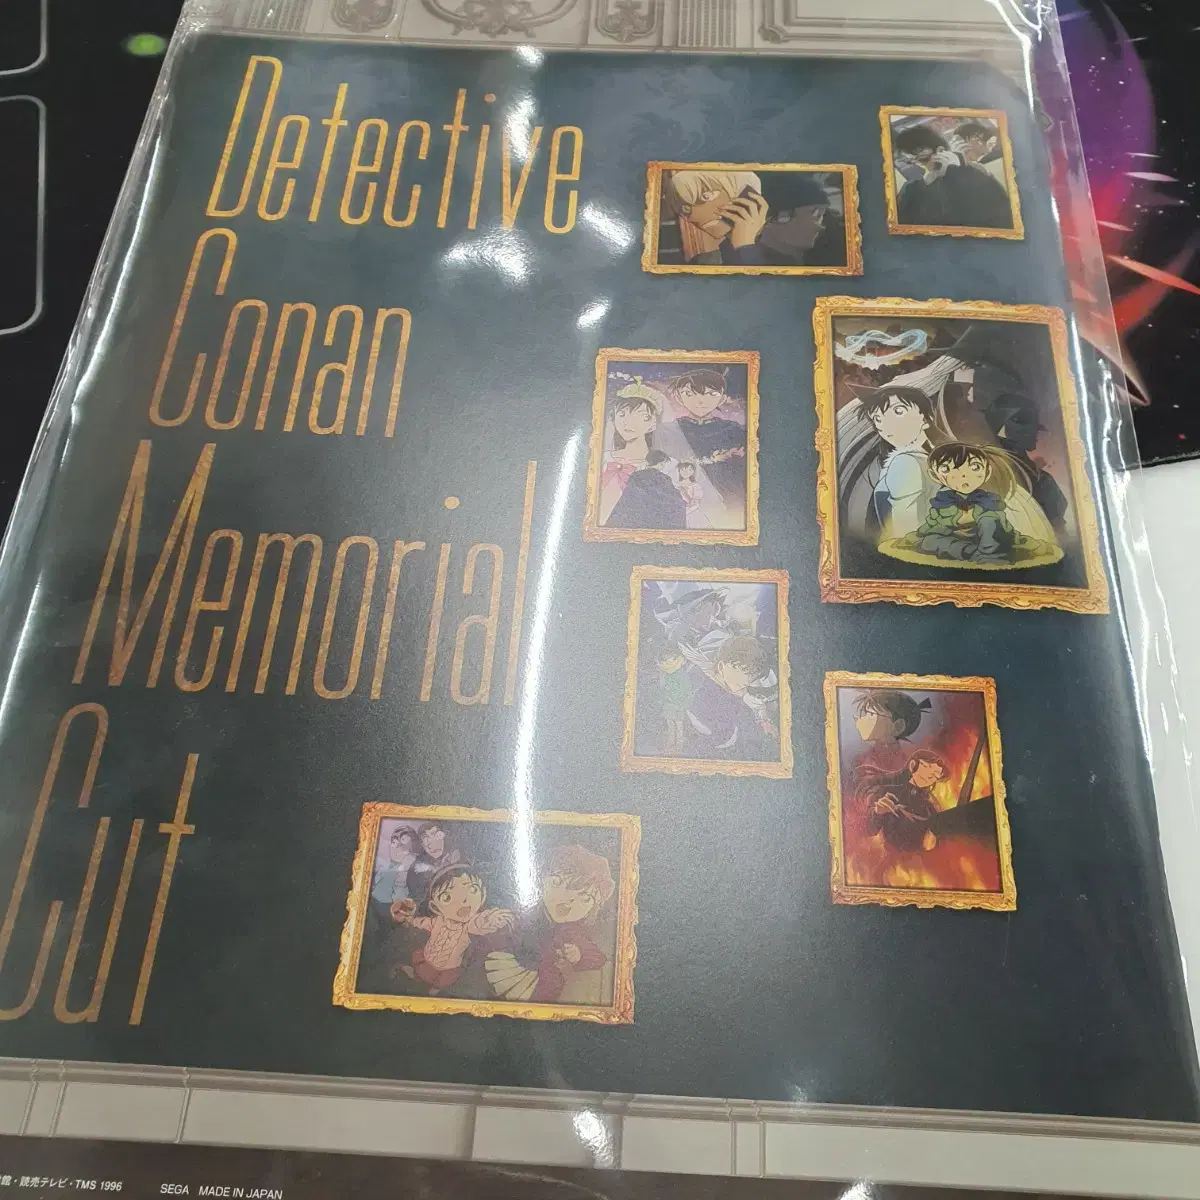 Detective
Conan
Memorial
Cut
館・読売テレビ・TMS 1996
SEGA MADE IN JAPAN